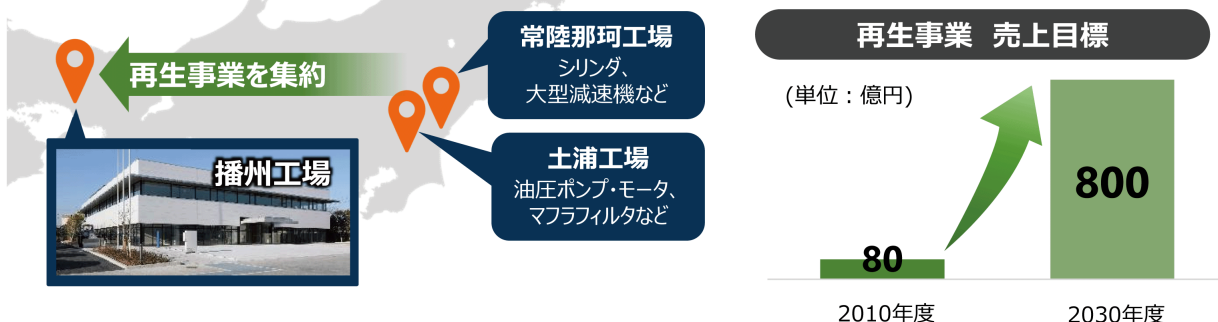 常陸那珂工場
シリンダ、
大型減速機など
再生事業を集約
土浦工場
油圧ポンプ・モータ、
マフラフィルタなど
播州工場
再生事業 売上目標
(単位：億円)
80
800
2010年度
2030年度